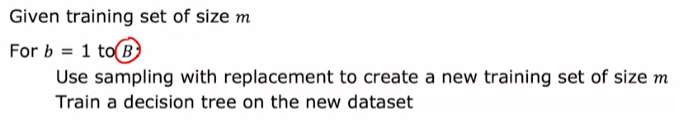 Given training set of size m
For b = 1 to B:
Use sampling with replacement to create a new training set of size m
Train a decision tree on the new dataset